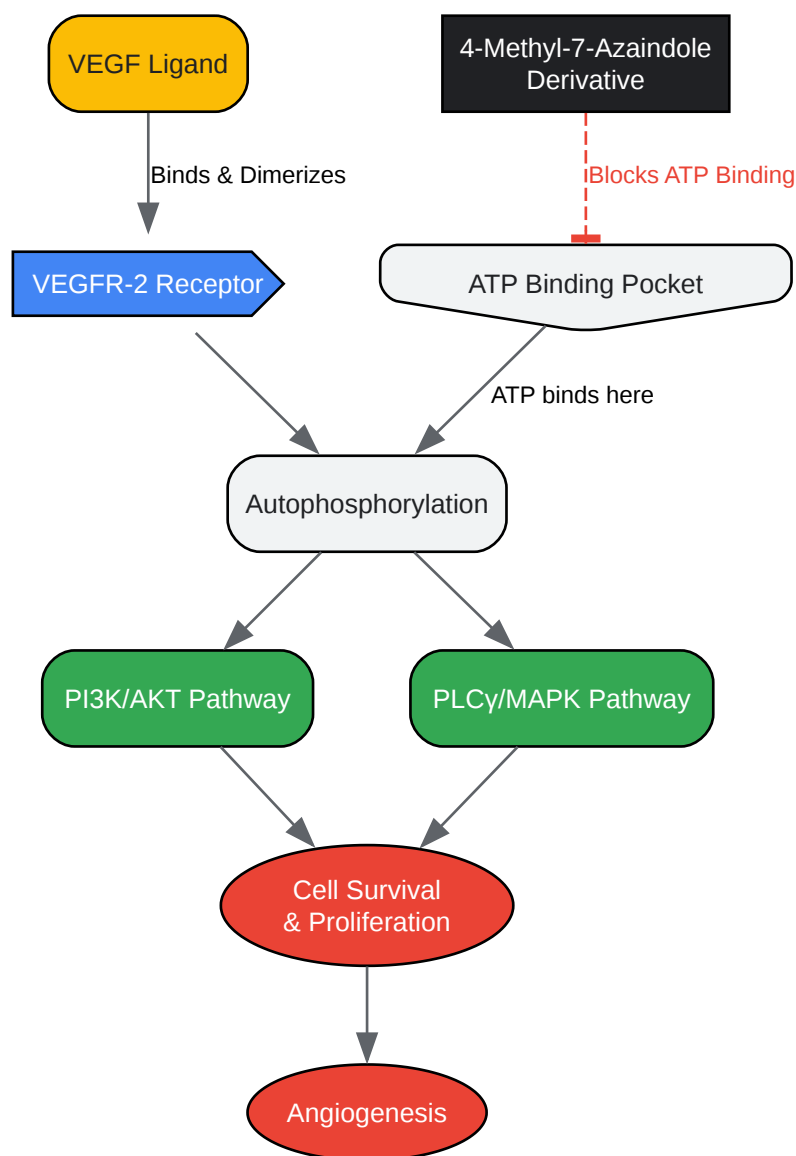 VEGF Ligand
4-Methyl-7-Azaindole
Derivative
Binds & Dimerizes
Blocks ATP Binding
VEGFR-2 Receptor
ATP Binding Pocket
ATP binds here
Autophosphorylation
PI3K/AKT Pathway
PLCγ/MAPK Pathway
Cell Survival
& Proliferation
Angiogenesis